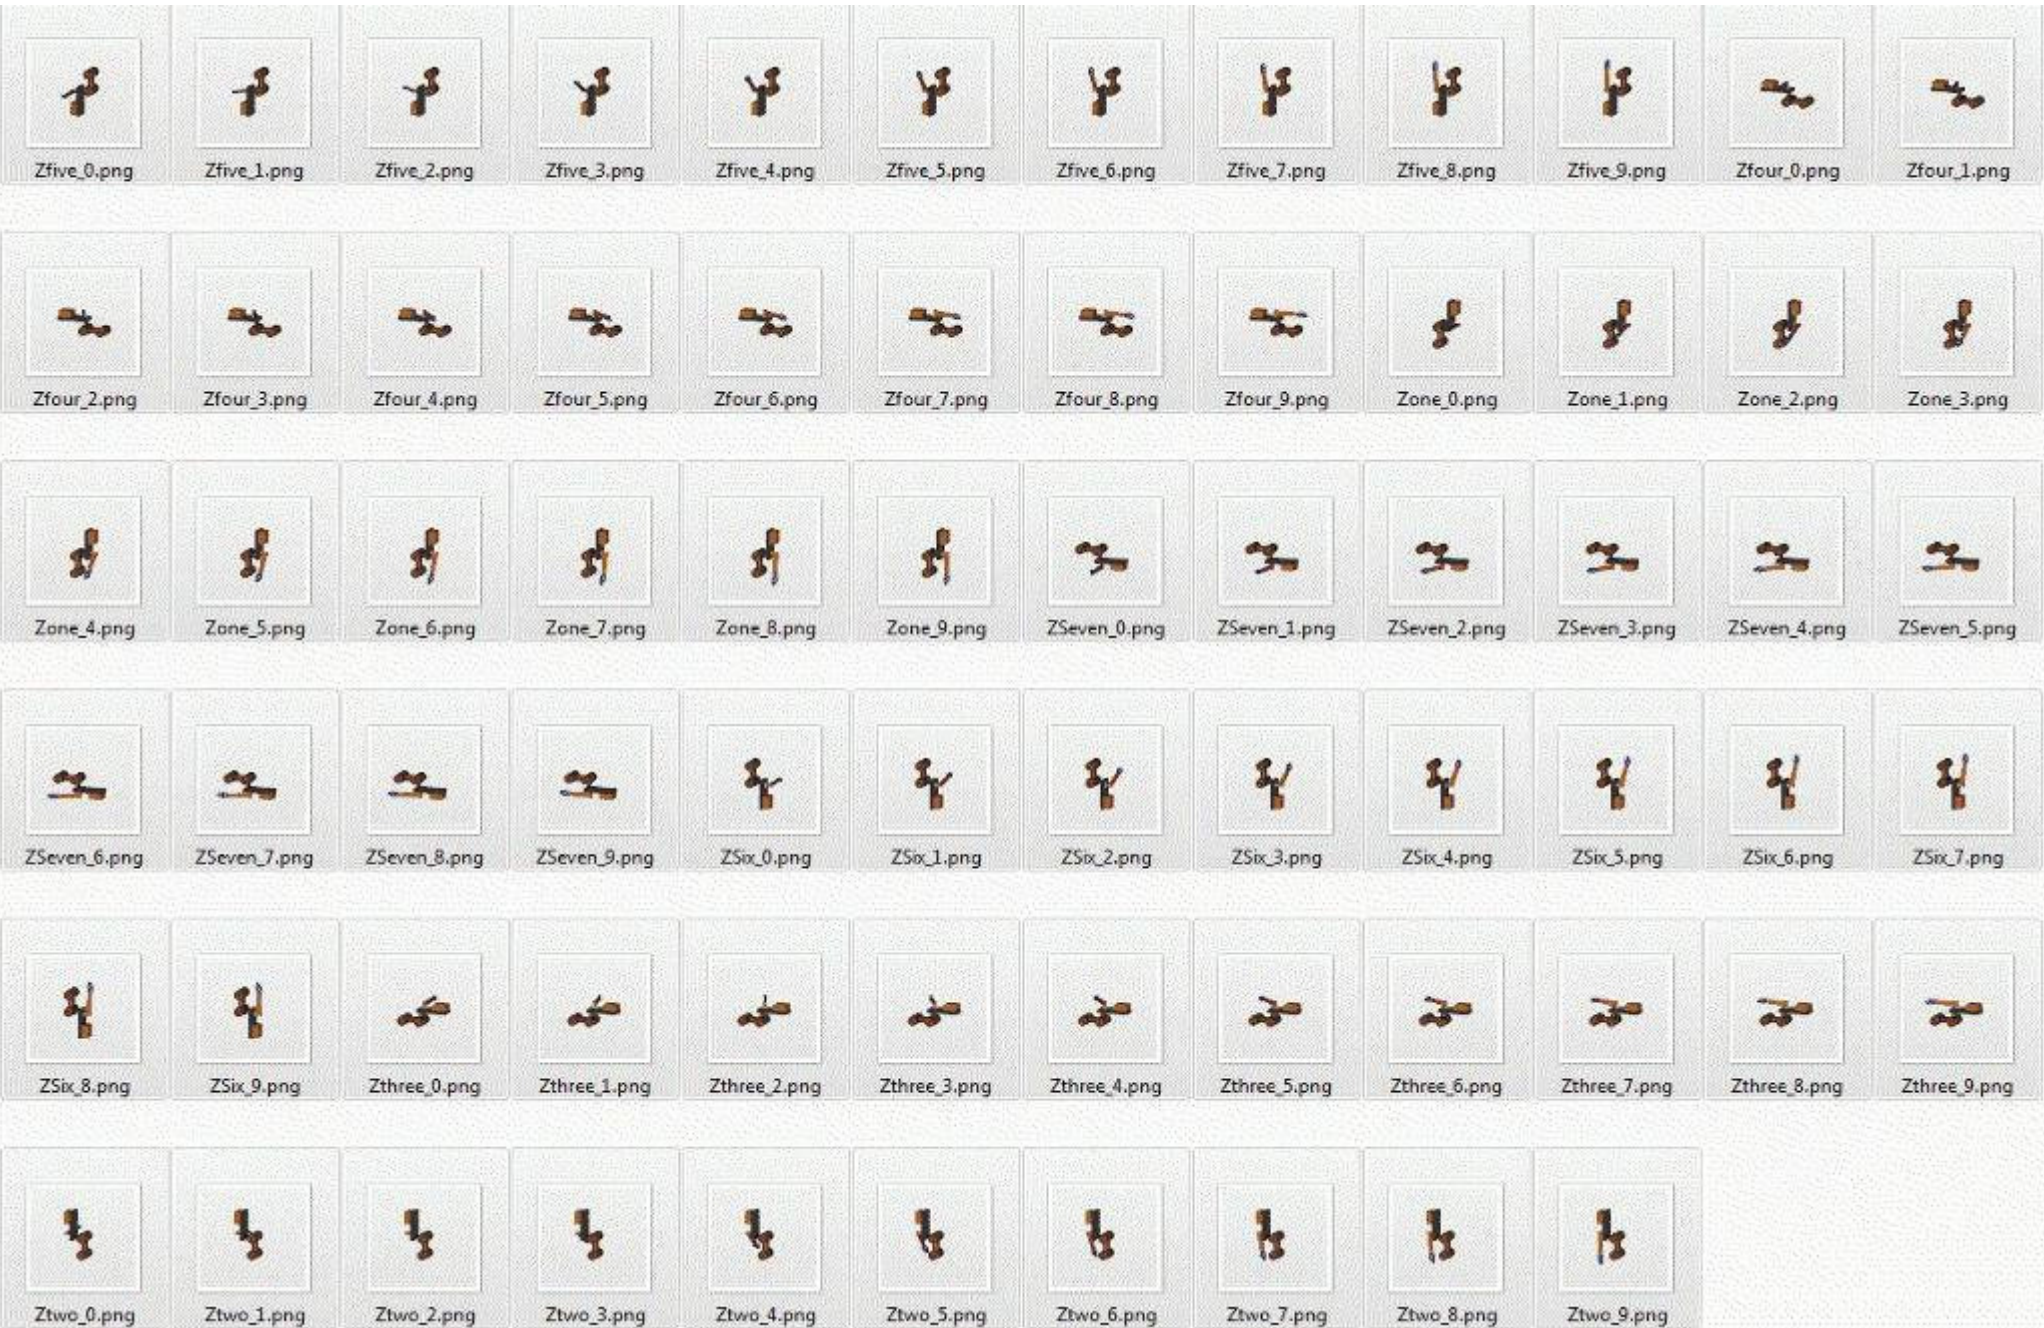 Zfive_0.png Zfive_1.png Zfive_2.png Zfive_3.png Zfive_4.png Zfive_5.png Zfive_6.png Zfive_7.png Zfive_8.png Zfive_9.png Zfour_0.png Zfour_1.png
Zfour_2.png Zfour_3.png Zfour_4.png Zfour_5.png Zfour_6.png Zfour_7.png Zfour_8.png Zfour_9.png Zone_0.png Zone_1.png Zone_2.png Zone_3.png
Zone_4.png Zone_5.png Zone_6.png Zone_7.png Zone_8.png Zone_9.png ZSeven_0.png ZSeven_1.png ZSeven_2.png ZSeven_3.png ZSeven_4.png ZSeven_5.png
ZSeven_6.png ZSeven_7.png ZSeven_8.png ZSeven_9.png ZSix_0.png ZSix_1.png ZSix_2.png ZSix_3.png ZSix_4.png ZSix_5.png ZSix_6.png ZSix_7.png
ZSix_8.png ZSix_9.png Zthree_0.png Zthree_1.png Zthree_2.png Zthree_3.png Zthree_4.png Zthree_5.png Zthree_6.png Zthree_7.png Zthree_8.png Zthree_9.png
Ztwo_0.png Ztwo_1.png Ztwo_2.png Ztwo_3.png Ztwo_4.png Ztwo_5.png Ztwo_6.png Ztwo_7.png Ztwo_8.png Ztwo_9.png